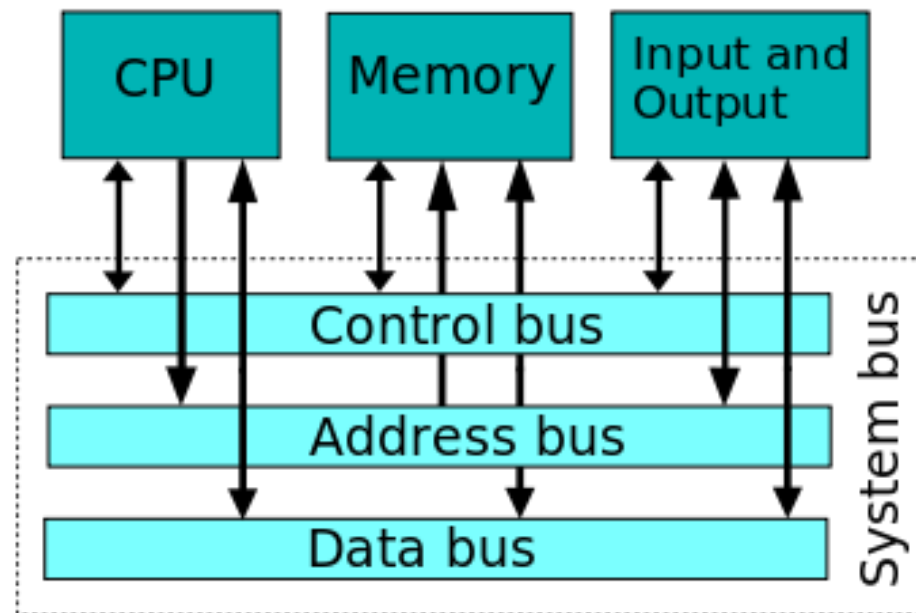 CPU
Memory
Input and
Output
Control bus
Address bus
Data bus
System bus